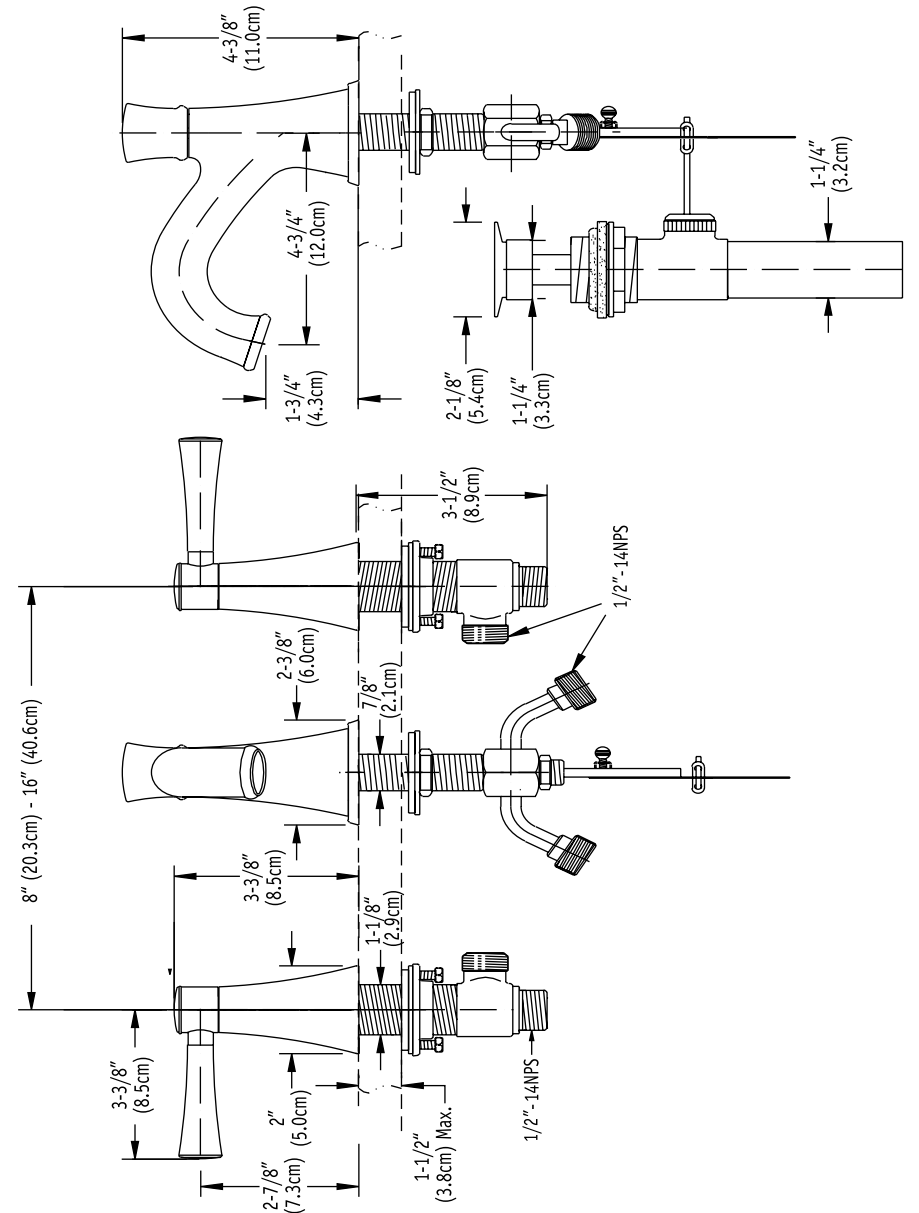 4-3/8"
(11.0cm)
4-3/4"
(12.0cm)
1-3/4"
(4.3cm)
2-1/8"
(5.4cm)
1-1/4"
(3.3cm)
1-1/4"
(3.2cm)
8" (20.3cm) - 16" (40.6cm)
3-1/2"
(8.9cm)
1/2"-14NPS
2-3/8"
(6.0cm)
7/8"
(2.1cm)
3-3/8"
(8.5cm)
1-1/8"
(2.9cm)
3-3/8"
(8.5cm)
2"
(5.0cm)
2-7/8"
(7.3cm)
1-1/2"
(3.8cm) Max.
1/2"-14NPS